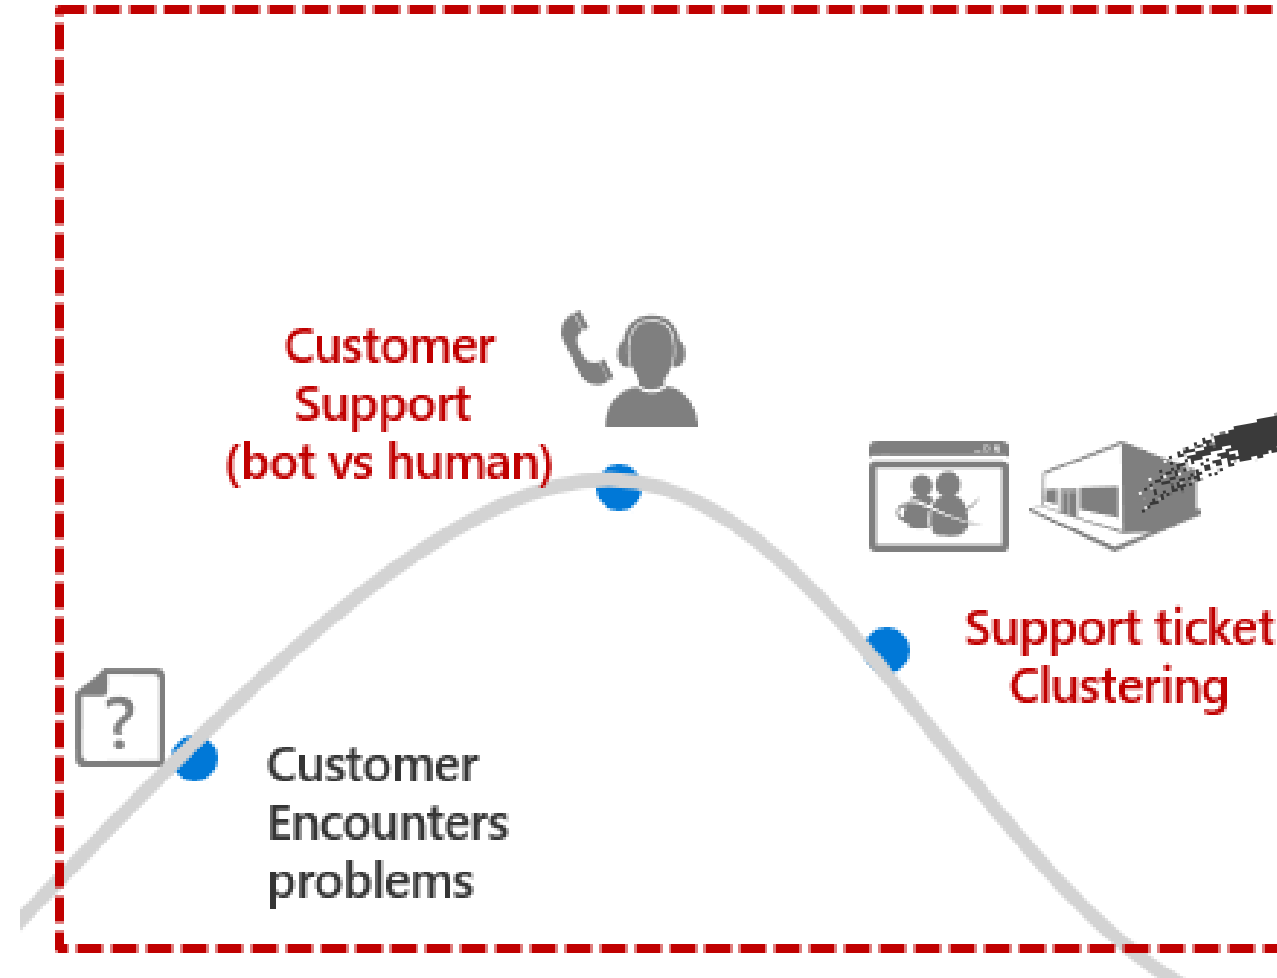 Customer
Support
(bot vs human)
Support ticket
Clustering
?
Customer
Encounters
problems